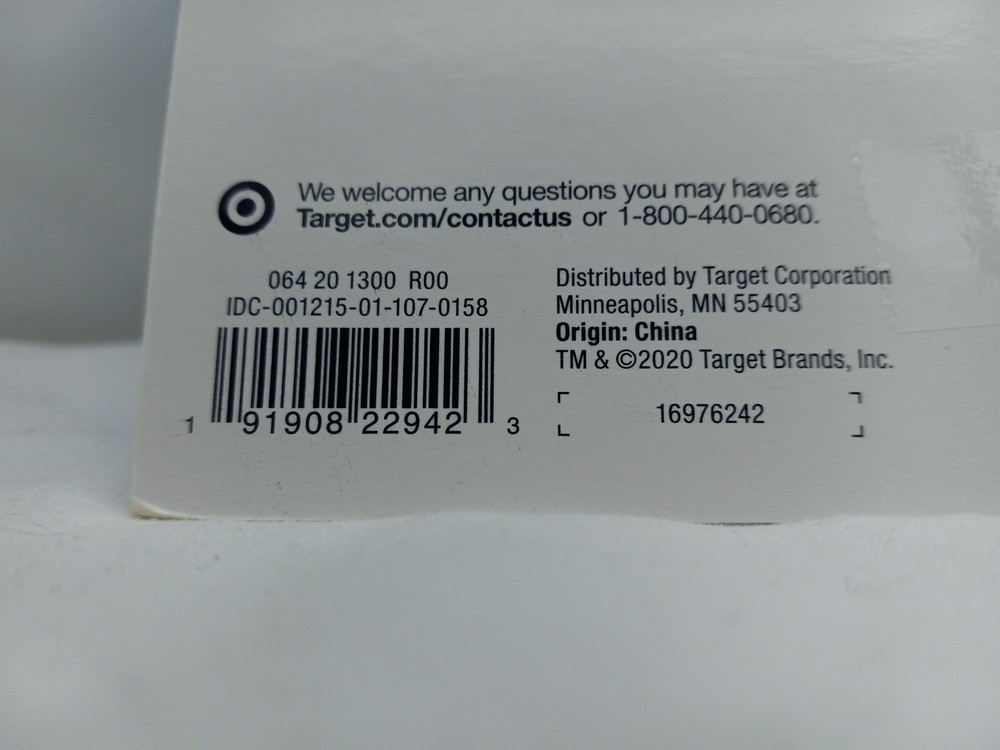 We welcome any questions you may have at
Target.com/contactus or 1-800-440-0680.
064 20 1300 R00
IDC-001215-01-107-0158
1 91908 22942 3
Distributed by Target Corporation
Minneapolis, MN 55403
Origin: China
TM & ©2020 Target Brands, Inc.
16976242